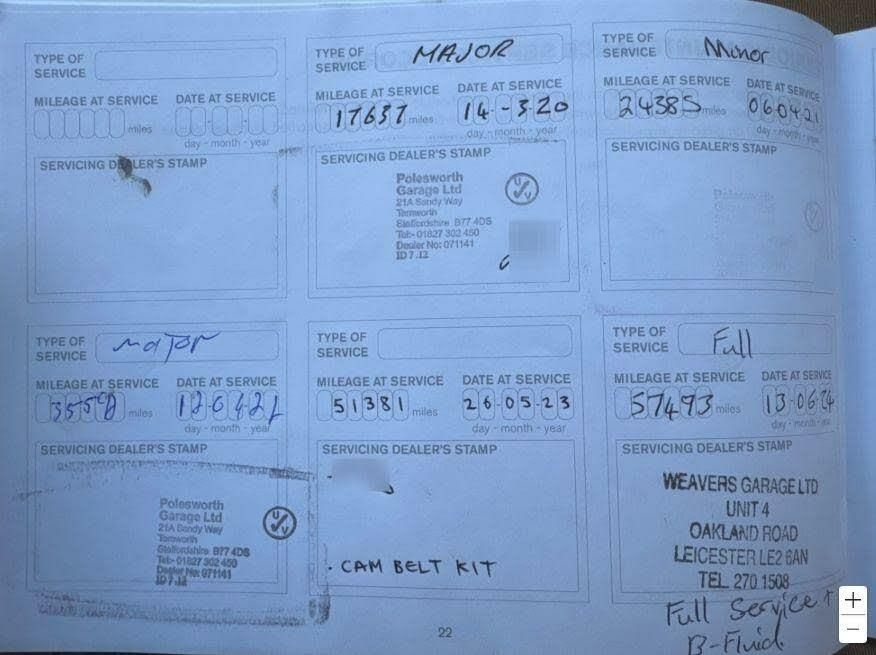 TYPE OF
SERVICE
MILEAGE AT SERVICE DATE AT SERVICE
miles
day - month - year
SERVICING DEALER'S STAMP
TYPE OF
SERVICE MAJOR
MILEAGE AT SERVICE DATE AT SERVICE
17637 miles 14-320
day - month - year
SERVICING DEALER'S STAMP
Polesworth
Garage Ltd
21A Sandy Way
Tamworth
Staffordshire B77 4DS
Tel:- 01827 302 450
Dealer No: 071141
ID 7.12
TYPE OF
SERVICE Minor
MILEAGE AT SERVICE DATE AT SERVICE
24385 miles 060421
day - month - year
SERVICING DEALER'S STAMP
Polesworth
TYPE OF
SERVICE Major
MILEAGE AT SERVICE DATE AT SERVICE
miles
day - month - year
SERVICING DEALER'S STAMP
Polesworth
Garage Ltd
21A Sandy Way
Tamworth
Staffordshire B77 4DS
Tel:- 01827 302 450
Dealer No: 071141
ID 7.12
TYPE OF
SERVICE
MILEAGE AT SERVICE DATE AT SERVICE
51381 miles 26-05-23
day - month - year
SERVICING DEALER'S STAMP
. CAM BELT KIT
TYPE OF
SERVICE Full
MILEAGE AT SERVICE DATE AT SERVICE
57493 miles 13-06-24
day - month - year
SERVICING DEALER'S STAMP
WEAVERS GARAGE LTD
UNIT 4
OAKLAND ROAD
LEICESTER LE2 6AN
TEL 270 1508
Full Service +
B-Fluid
22